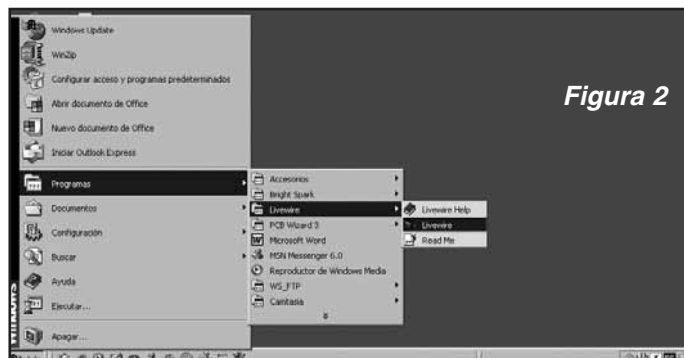 Windows Update
WinZip
Configurar acceso y programas predeterminados
Abrir documento de Office
Nuevo documento de Office
Iniciar Outlook Express
Programas
Documentos
Configuración
Buscar
Ayuda
Ejecutar...
Apagar...
Accesorios
Bright Spark
Livewire
PCB Wizard 3
Microsoft Word
MSN Messenger 6.0
Reproductor de Windows Media
WS_FTP
Camtasia
Livewire Help
Livewire
Read Me
Figura 2